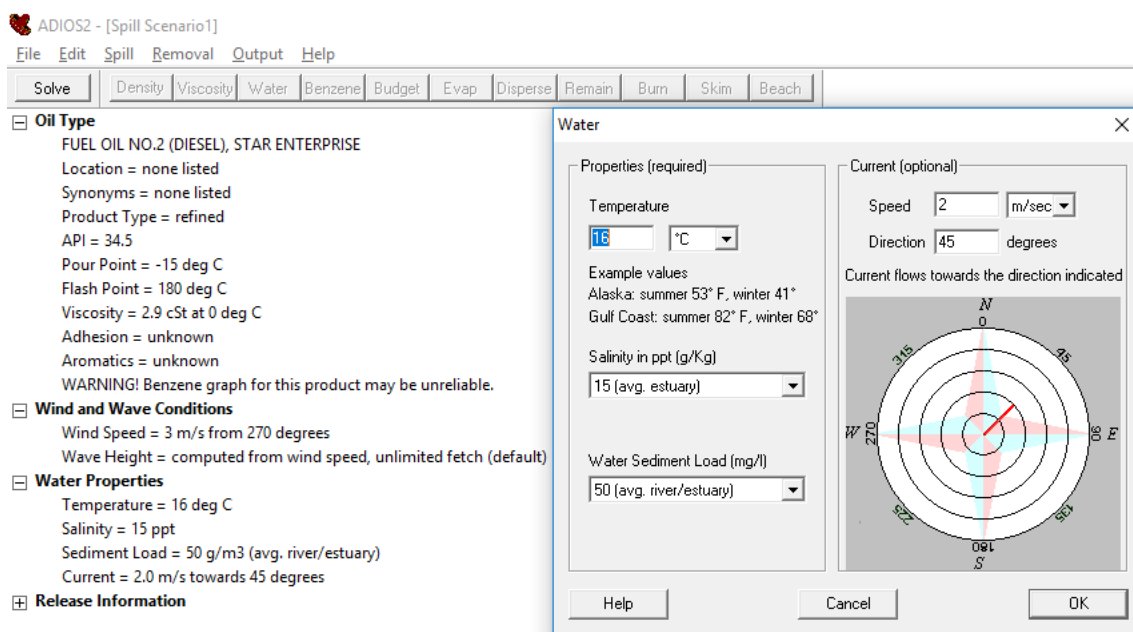 ADIOS2 - [Spill Scenario1]
File Edit Spill Removal Output Help
Solve Density Viscosity Water Benzene Budget Evap Disperse Remain Burn Skim Beach
Oil Type
FUEL OIL NO.2 (DIESEL), STAR ENTERPRISE
Location = none listed
Synonyms = none listed
Product Type = refined
API = 34.5
Pour Point = -15 deg C
Flash Point = 180 deg C
Viscosity = 2.9 cSt at 0 deg C
Adhesion = unknown
Aromatics = unknown
WARNING! Benzene graph for this product may be unreliable.
Wind and Wave Conditions
Wind Speed = 3 m/s from 270 degrees
Wave Height = computed from wind speed, unlimited fetch (default)
Water Properties
Temperature = 16 deg C
Salinity = 15 ppt
Sediment Load = 50 g/m3 (avg. river/estuary)
Current = 2.0 m/s towards 45 degrees
Release Information
Water
Properties (required)
Temperature
16 °C
Example values
Alaska: summer 53° F, winter 41°
Gulf Coast: summer 82° F, winter 68°
Salinity in ppt (g/Kg)
15 (avg. estuary)
Water Sediment Load (mg/l)
50 (avg. river/estuary)
Current (optional)
Speed 2 m/sec
Direction 45 degrees
Current flows towards the direction indicated
N
0
315 45
W 270 90 E
225 135
180
S
Help Cancel OK